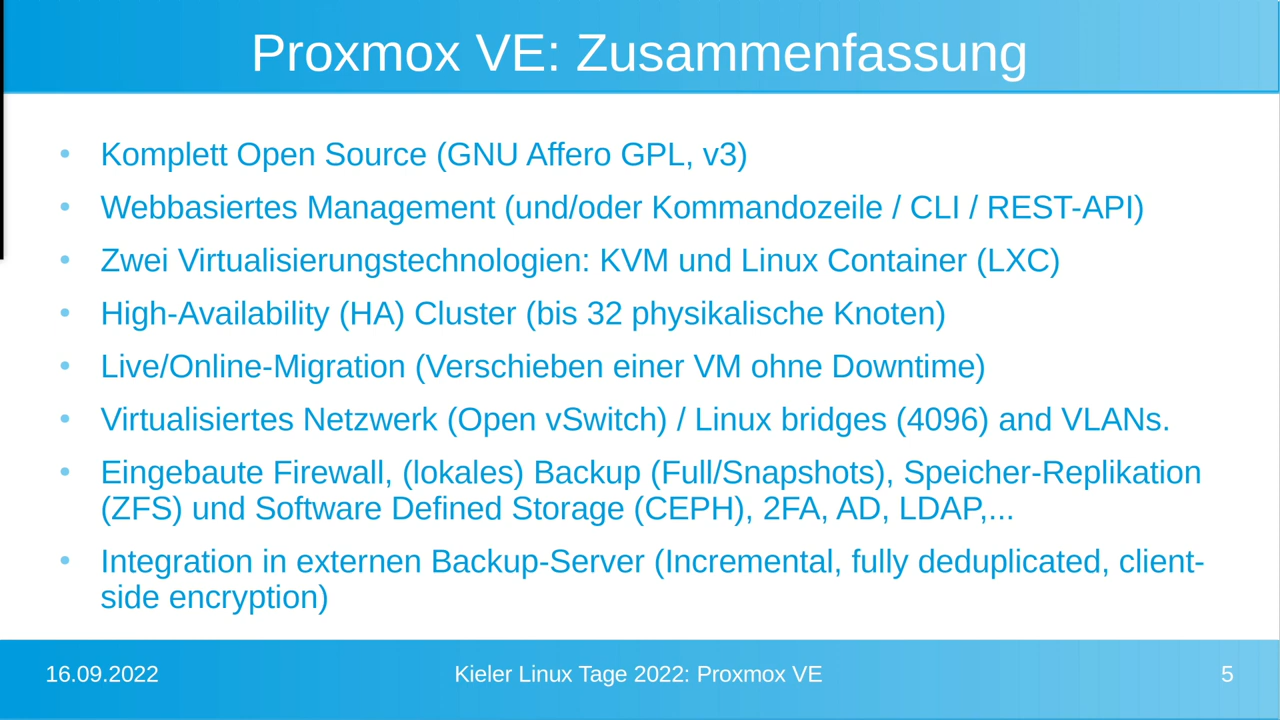 Proxmox VE: Zusammenfassung
• Komplett Open Source (GNU Affero GPL, v3)
• Webbasiertes Management (und/oder Kommandozeile / CLI / REST-API)
• Zwei Virtualisierungstechnologien: KVM und Linux Container (LXC)
• High-Availability (HA) Cluster (bis 32 physikalische Knoten)
• Live/Online-Migration (Verschieben einer VM ohne Downtime)
• Virtualisiertes Netzwerk (Open vSwitch) / Linux bridges (4096) and VLANs.
• Eingebaute Firewall, (lokales) Backup (Full/Snapshots), Speicher-Replikation
(ZFS) und Software Defined Storage (CEPH), 2FA, AD, LDAP,...
• Integration in externen Backup-Server (Incremental, fully deduplicated, client-
side encryption)
16.09.2022
Kieler Linux Tage 2022: Proxmox VE
5